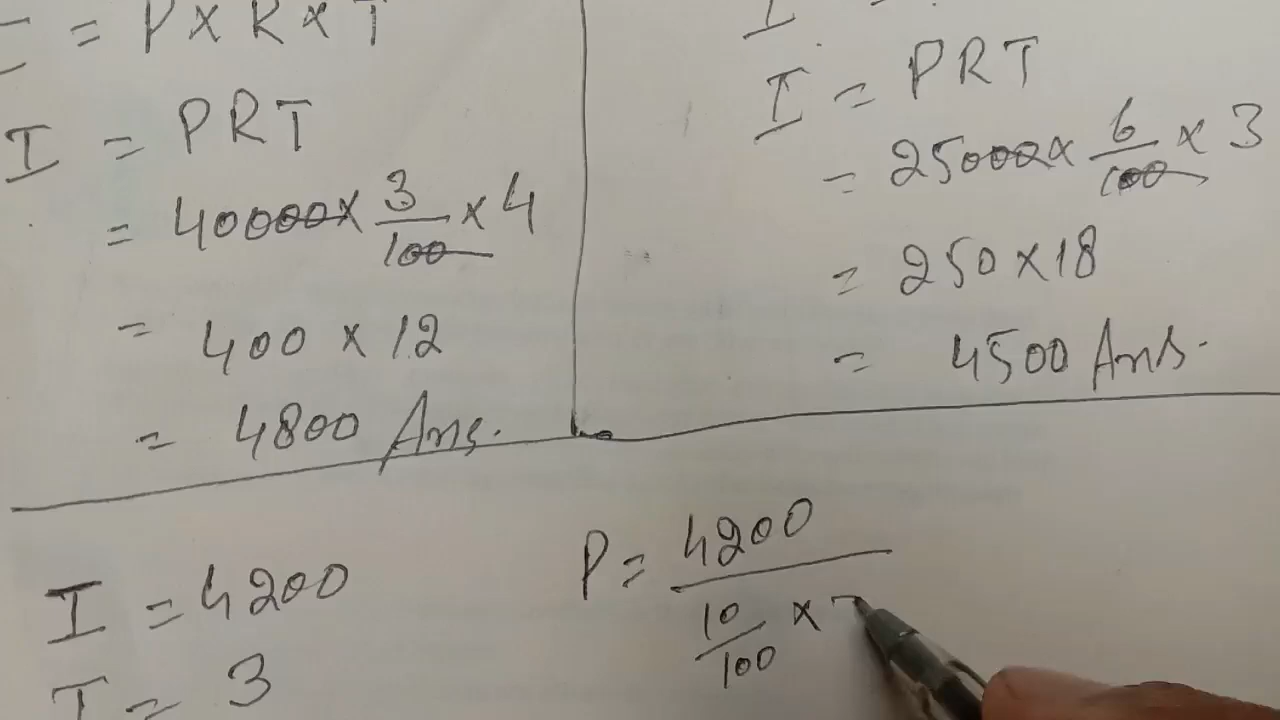 I = P X R X T
I = PRT
= 40000 x 3/100 x 4
= 400 x 12
= 4800 Ans.
I = PRT
= 25000 x 6/100 x 3
= 250 x 18
= 4500 Ans.
I = 4200
T = 3
P = 4200
10/100 x